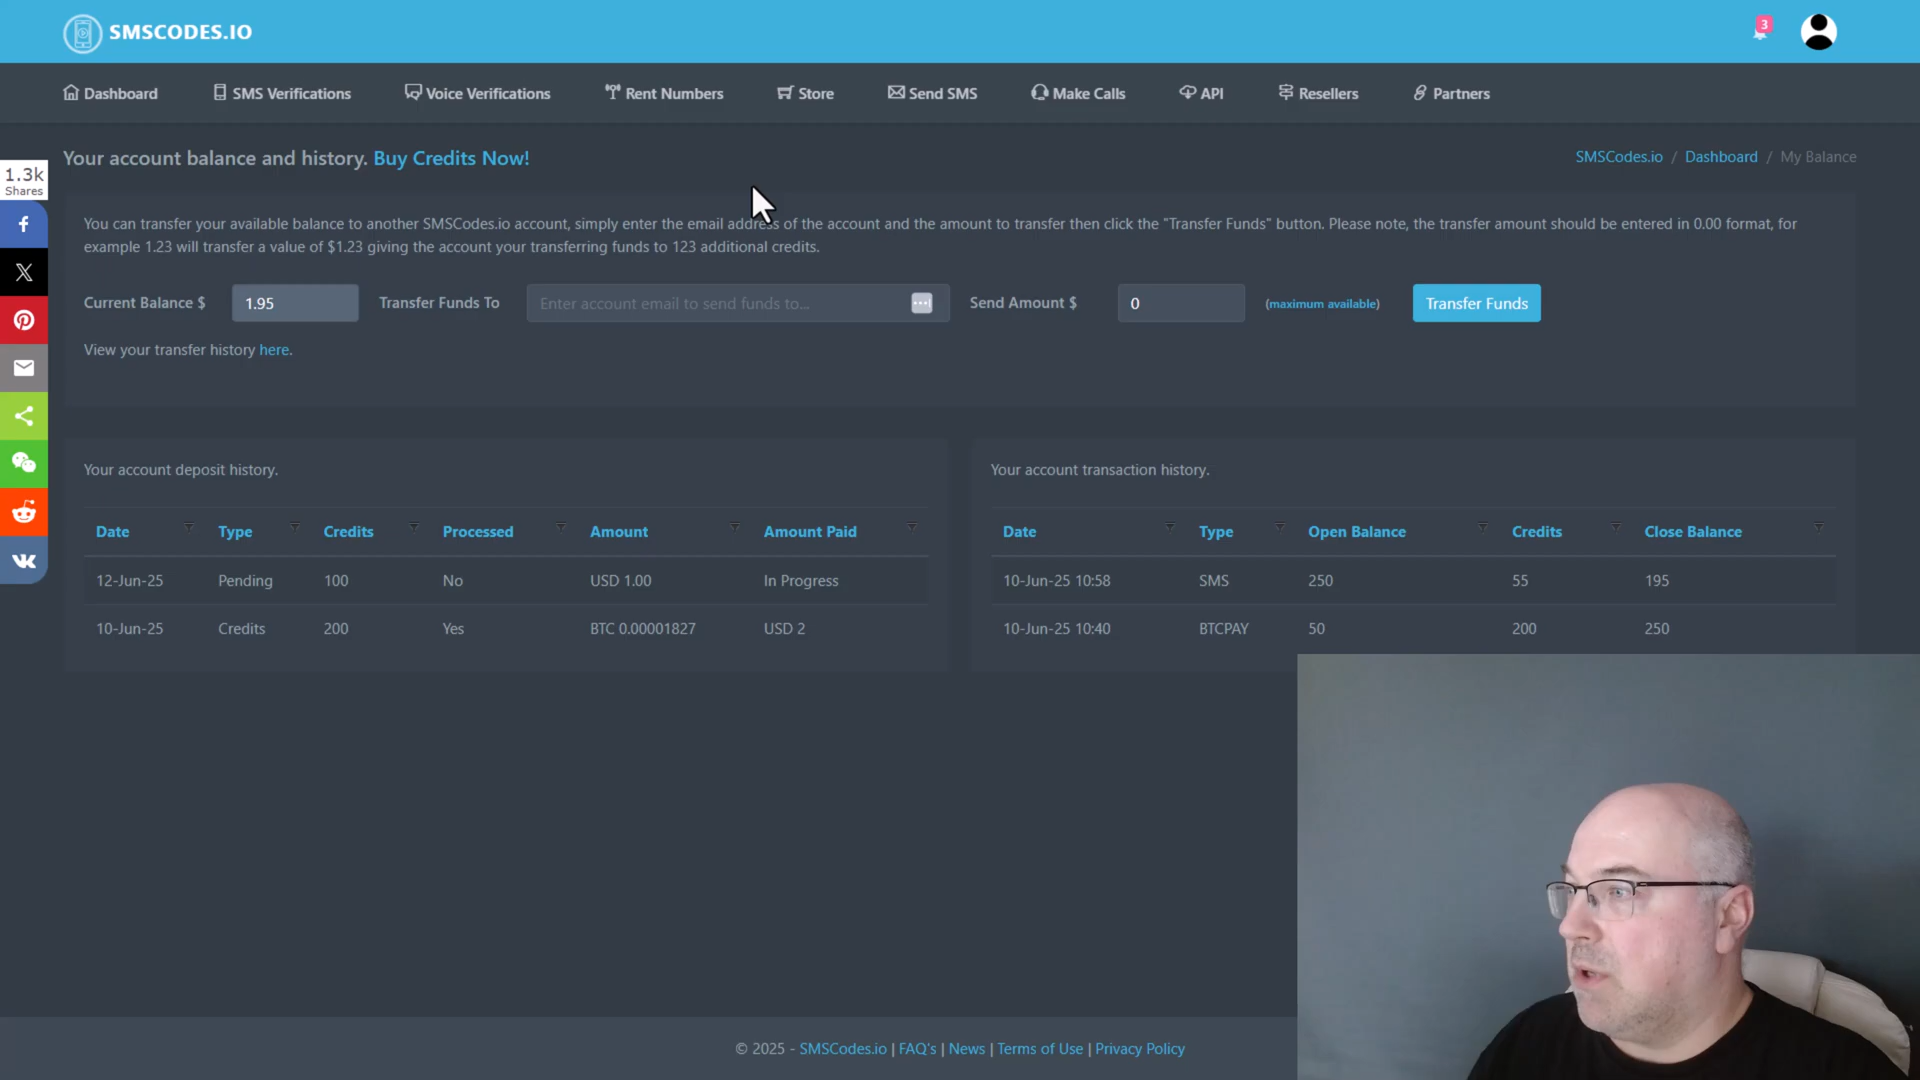 SMSCODES.IO
3
Dashboard SMS Verifications Voice Verifications Rent Numbers Store Send SMS Make Calls API Resellers Partners
Your account balance and history. Buy Credits Now!
SMSCodes.io / Dashboard / My Balance
1.3k
Shares
You can transfer your available balance to another SMSCodes.io account, simply enter the email address of the account and the amount to transfer then click the "Transfer Funds" button. Please note, the transfer amount should be entered in 0.00 format, for
example 1.23 will transfer a value of $1.23 giving the account your transferring funds to 123 additional credits.
Current Balance $ 1.95 Transfer Funds To Enter account email to send funds to... Send Amount $ 0 (maximum available) Transfer Funds
View your transfer history here.
Your account deposit history.
Date Type Credits Processed Amount Amount Paid
12-Jun-25 Pending 100 No USD 1.00 In Progress
10-Jun-25 Credits 200 Yes BTC 0.00001827 USD 2
Your account transaction history.
Date Type Open Balance Credits Close Balance
10-Jun-25 10:58 SMS 250 55 195
10-Jun-25 10:40 BTCPAY 50 200 250
© 2025 - SMSCodes.io | FAQ's | News | Terms of Use | Privacy Policy